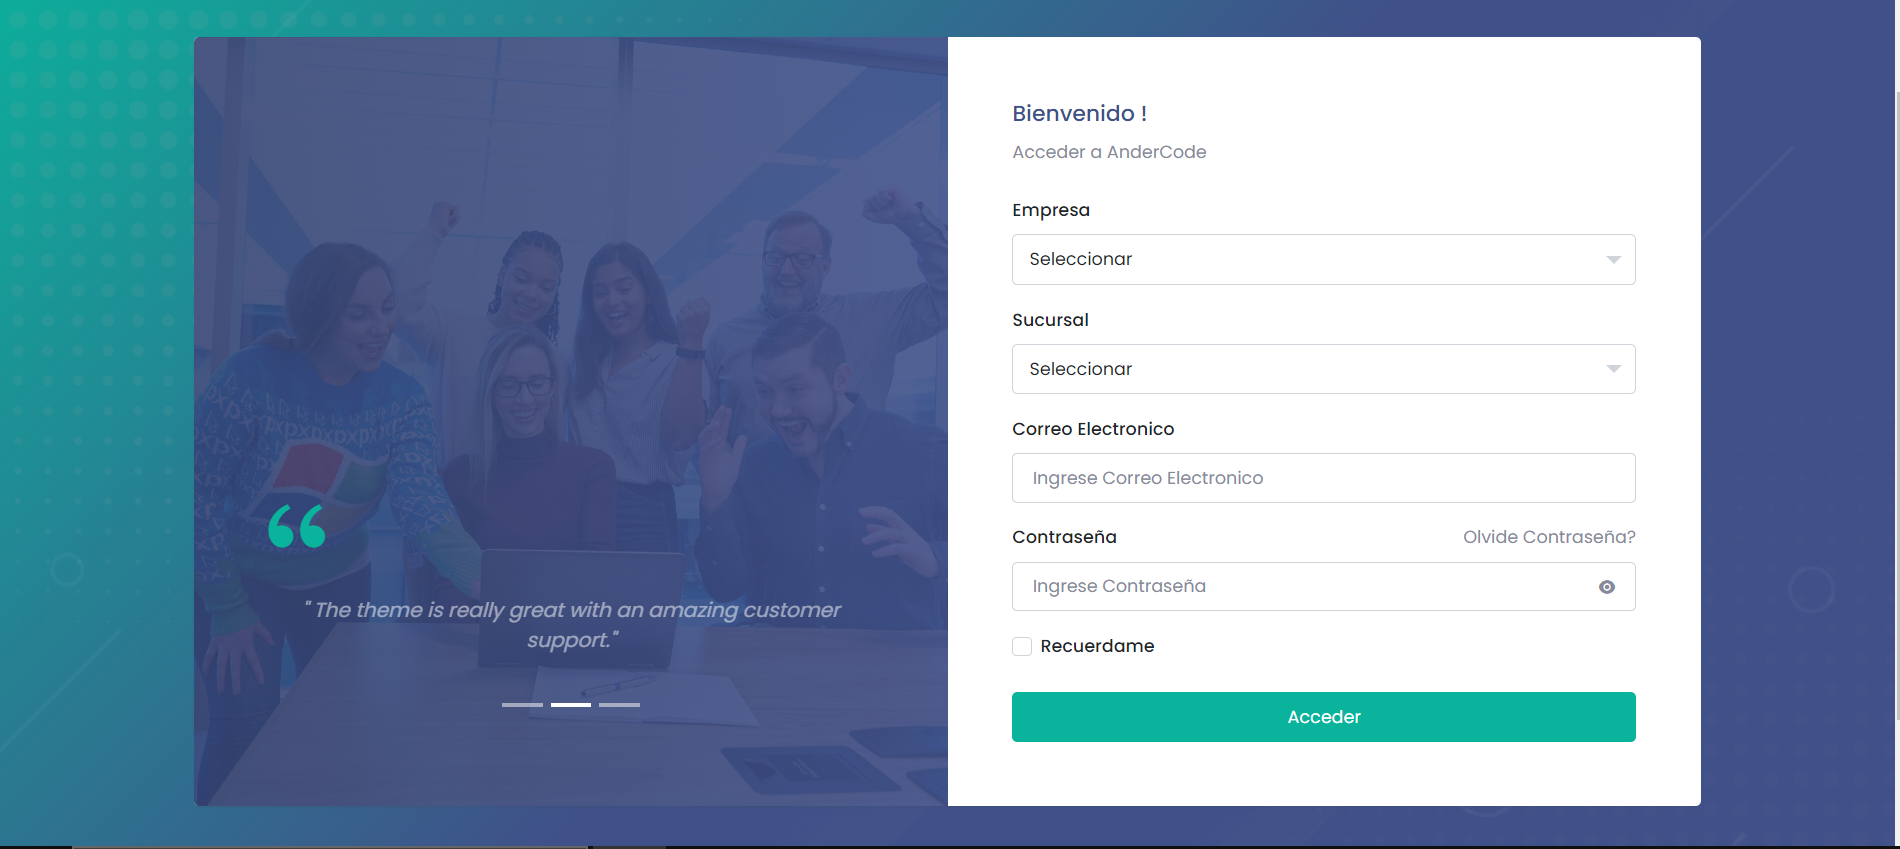 Bienvenido !
Acceder a AnderCode
Empresa
Seleccionar
Sucursal
Seleccionar
Correo Electronico
Ingrese Correo Electronico
Contraseña
Olvide Contraseña?
Ingrese Contraseña
Recuerdame
Acceder
“
" The theme is really great with an amazing customer
support."